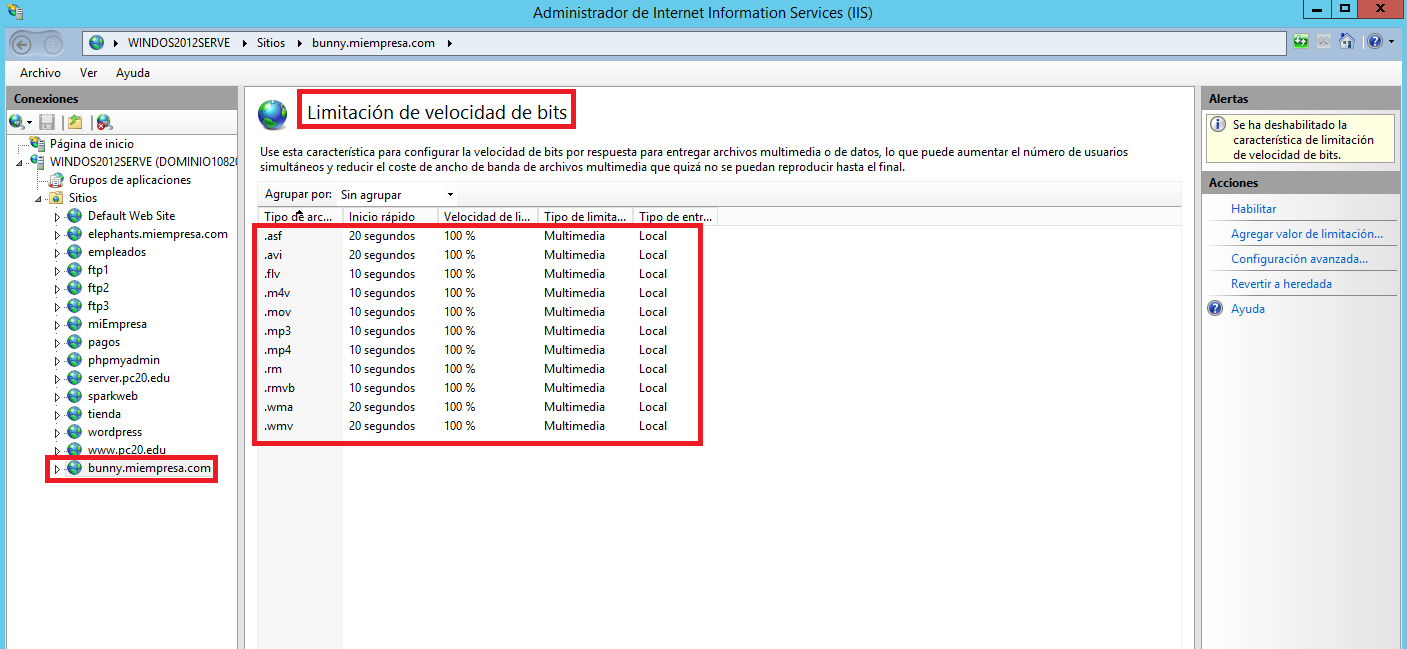 Administrador de Internet Information Services (IIS)
WINDOS2012SERVE
Sitios
bunny.miempresa.com
Archivo
Ver
Ayuda
Conexiones
Página de inicio
WINDOS2012SERVE (DOMINIO10820
Grupos de aplicaciones
Sitios
Default Web Site
elephants.miempresa.com
empleados
ftp1
ftp2
ftp3
miEmpresa
pagos
phpmyadmin
server.pc20.edu
sparkweb
tienda
wordpress
www.pc20.edu
bunny.miempresa.com
Limitación de velocidad de bits
Use esta característica para configurar la velocidad de bits por respuesta para entregar archivos multimedia o de datos, lo que puede aumentar el número de usuarios
simultáneos y reducir el coste de ancho de banda de archivos multimedia que quizá no se puedan reproducir hasta el final.
Agrupar por: Sin agrupar
Tipo de arc... Inicio rápido Velocidad de li... Tipo de limita... Tipo de entr...
.asf 20 segundos 100 % Multimedia Local
.avi 20 segundos 100 % Multimedia Local
.flv 10 segundos 100 % Multimedia Local
.m4v 10 segundos 100 % Multimedia Local
.mov 10 segundos 100 % Multimedia Local
.mp3 10 segundos 100 % Multimedia Local
.mp4 10 segundos 100 % Multimedia Local
.rm 10 segundos 100 % Multimedia Local
.rmvb 10 segundos 100 % Multimedia Local
.wma 20 segundos 100 % Multimedia Local
.wmv 20 segundos 100 % Multimedia Local
Alertas
Se ha deshabilitado la
característica de limitación
de velocidad de bits.
Acciones
Habilitar
Agregar valor de limitación...
Configuración avanzada...
Revertir a heredada
Ayuda